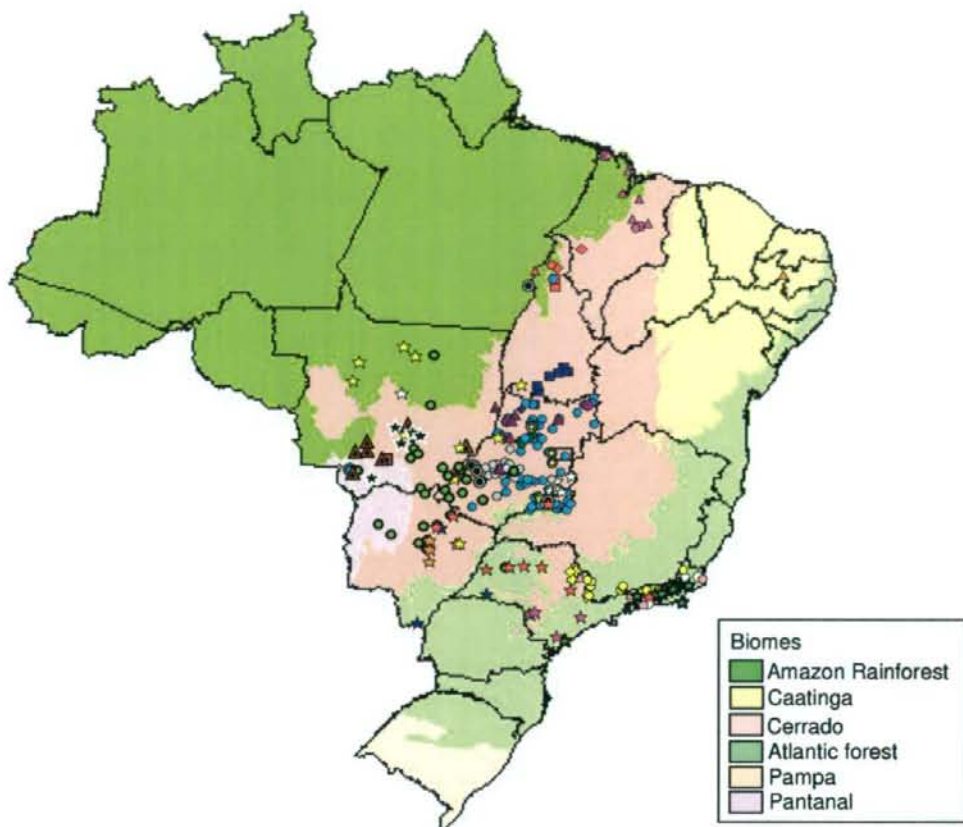 Biomes
Amazon Rainforest
Caatinga
Cerrado
Atlantic forest
Pampa
Pantanal